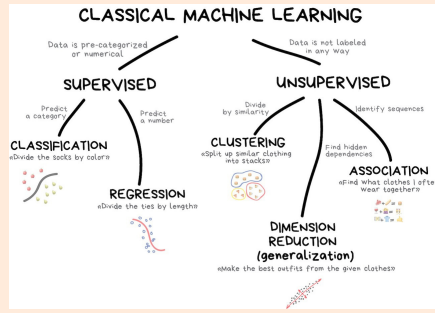 CLASSICAL MACHINE LEARNING
Data is pre-categorized
or numerical
Data is not labeled
in any way
SUPERVISED
UNSUPERVISED
Predict
a category
Predict
a number
Divide
by similarity
Identify sequences
Find hidden
dependencies
CLASSIFICATION
«Divide the socks by color»
REGRESSION
«Divide the ties by length»
CLUSTERING
«Split up similar clothing
into stacks»
ASSOCIATION
«Find what clothes I ofte
wear together»
DIMENSION
REDUCTION
(generalization)
«Make the best outfits from the given clothes»